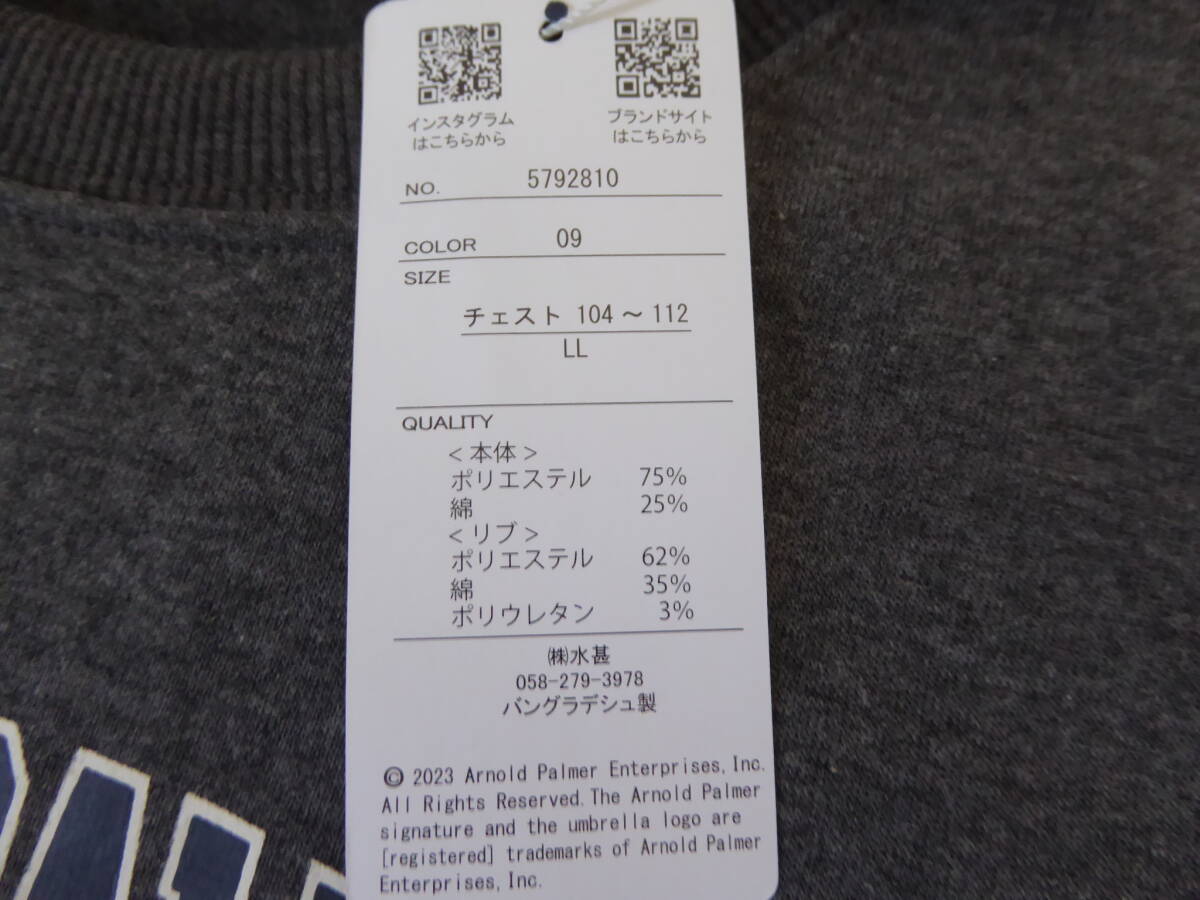 インスタグラム
はこちらから
ブランドサイト
はこちらから
NO. 5792810
COLOR 09
SIZE
チェスト 104 ～ 112
LL
QUALITY
＜本体＞
ポリエステル 75%
綿 25%
＜リブ＞
ポリエステル 62%
綿 35%
ポリウレタン 3%
㈱水甚
058-279-3978
バングラデシュ製
© 2023 Arnold Palmer Enterprises, Inc.
All Rights Reserved. The Arnold Palmer
signature and the umbrella logo are
[registered] trademarks of Arnold Palmer
Enterprises, Inc.